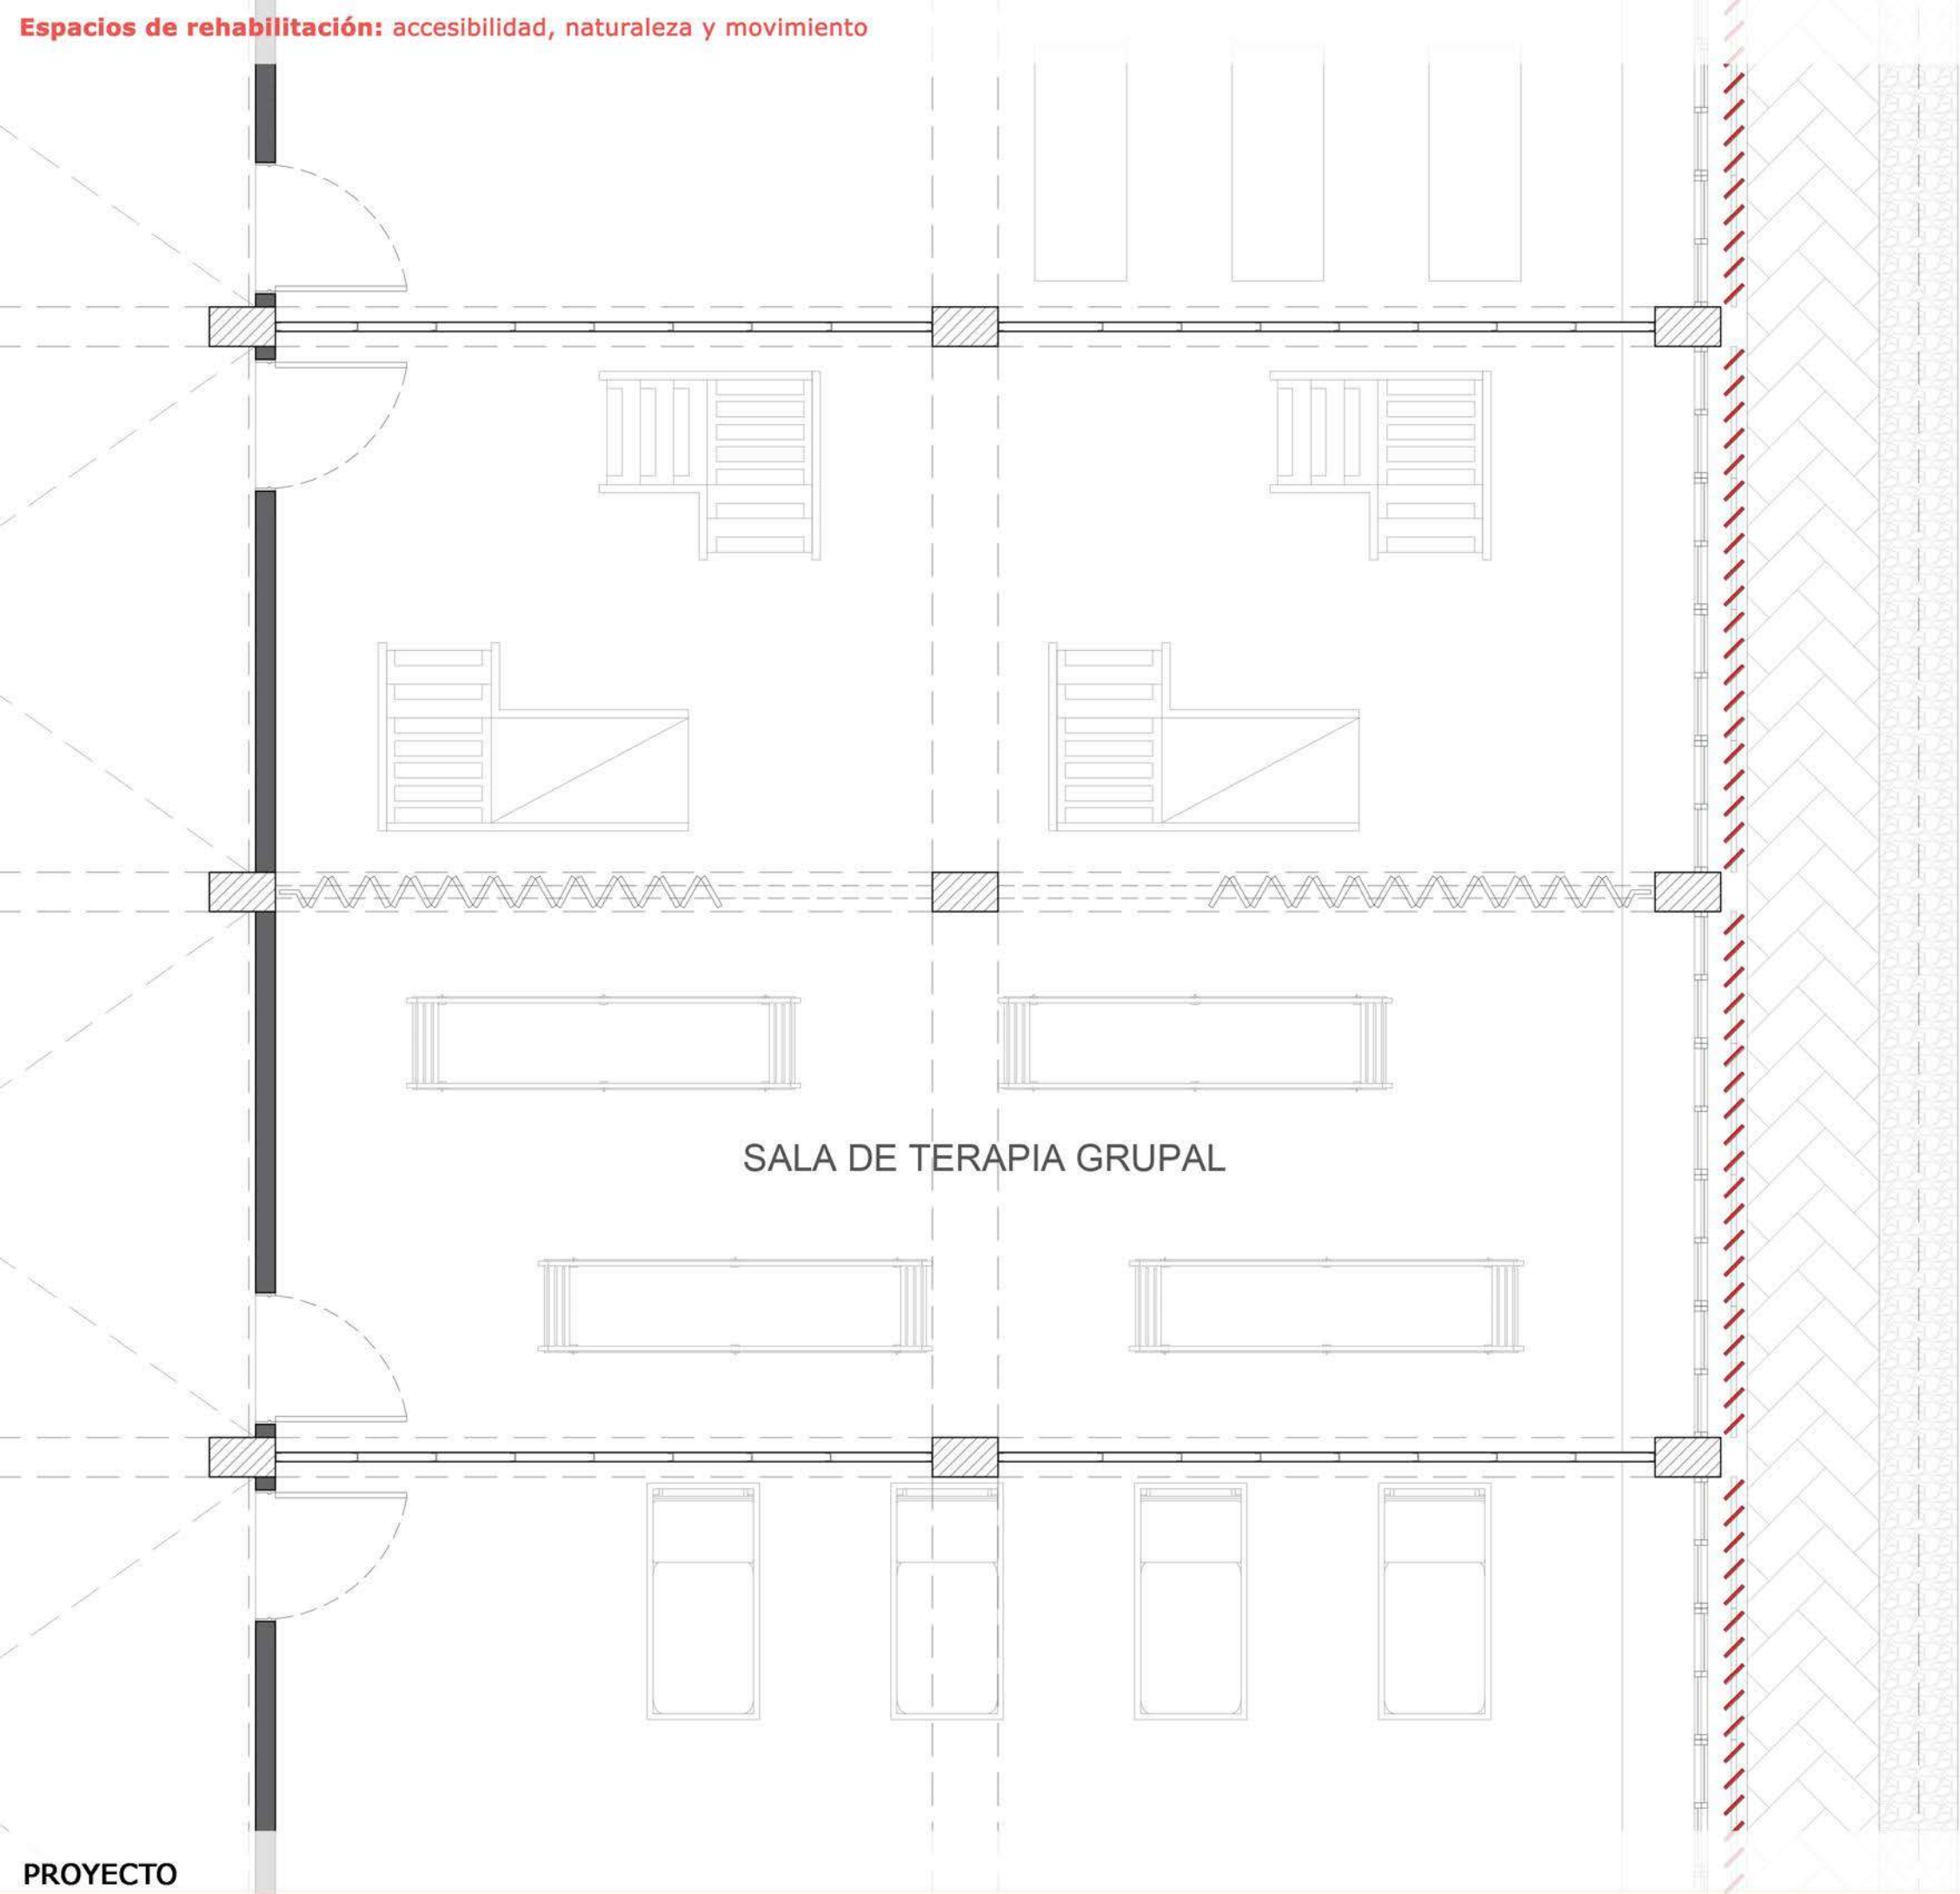 Espacios de rehabilitación: accesibilidad, naturaleza y movimiento
SALA DE TERAPIA GRUPAL
PROYECTO